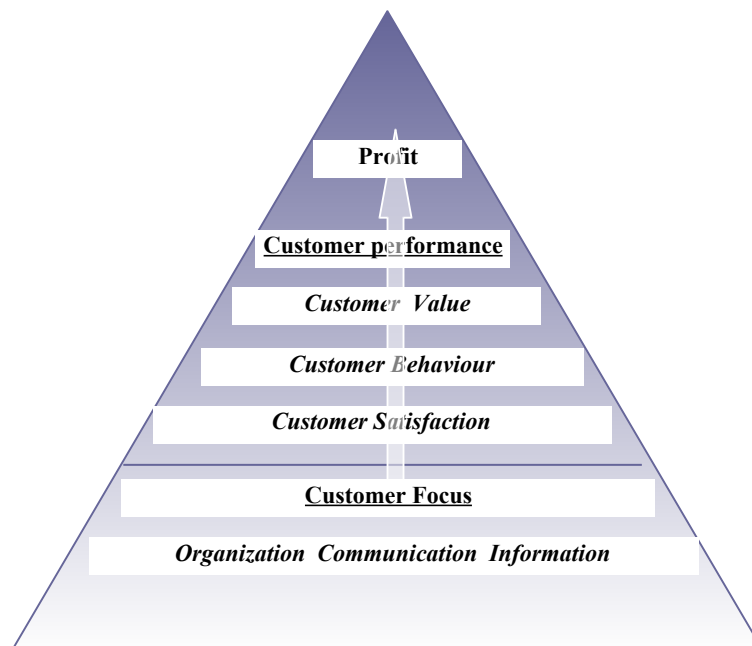 Profit
Customer performance
Customer Value
Customer Behaviour
Customer Satisfaction
Customer Focus
Organization Communication Information